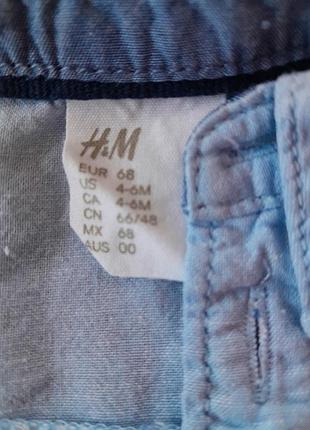 H&M
EUR 68
US 4-6M
CA 4-6M
CN 66/48
MX 68
AUS 00